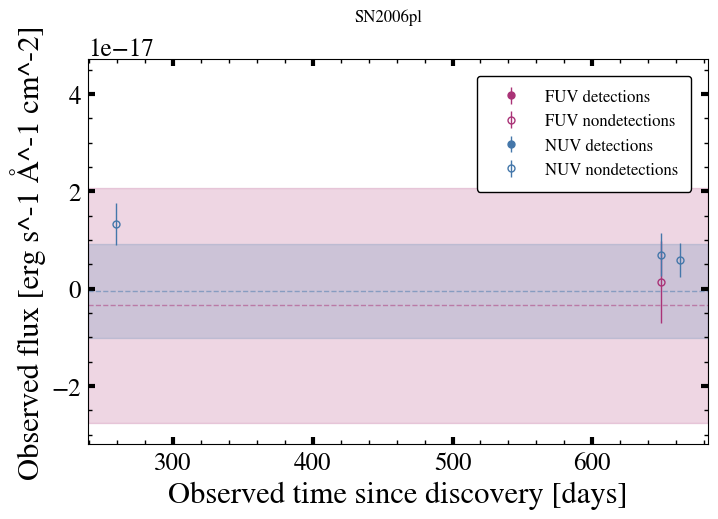 SN2006pl
1e−17
4
2
0
−2
300
400
500
600
Observed time since discovery [days]
Observed flux [erg s^-1 Å^-1 cm^-2]
FUV detections
FUV nondetections
NUV detections
NUV nondetections